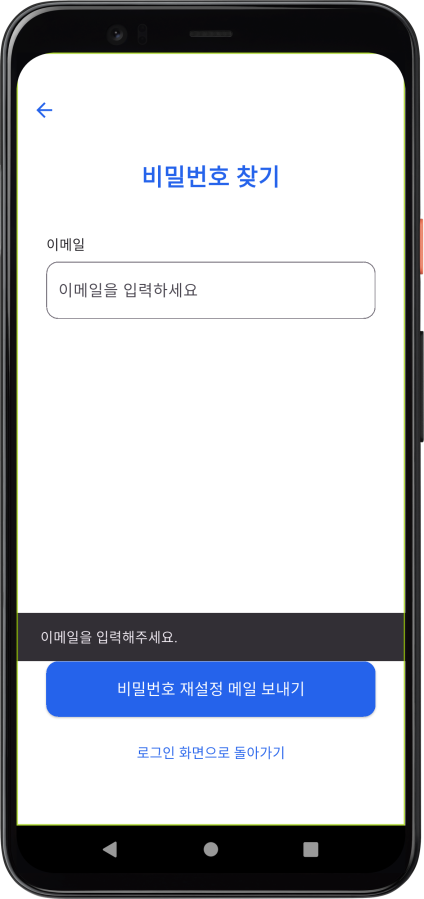 비밀번호 찾기
이메일
이메일을 입력하세요
이메일을 입력해주세요.
비밀번호 재설정 메일 보내기
로그인 화면으로 돌아가기